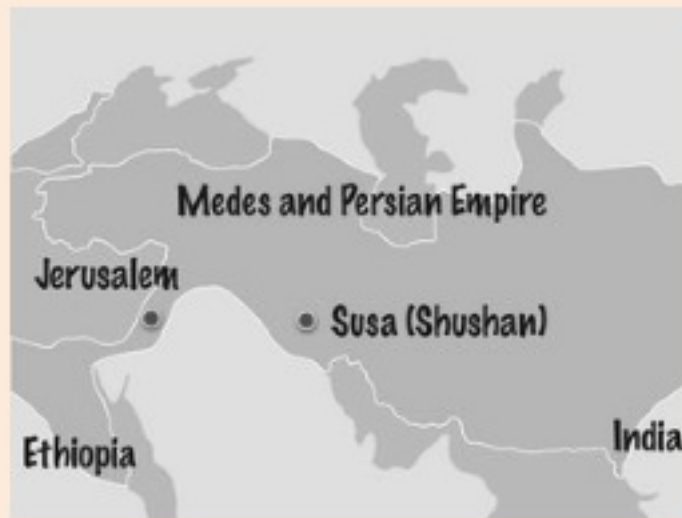 Medes and Persian Empire
Jerusalem
Susa (Shushan)
India
Ethiopia